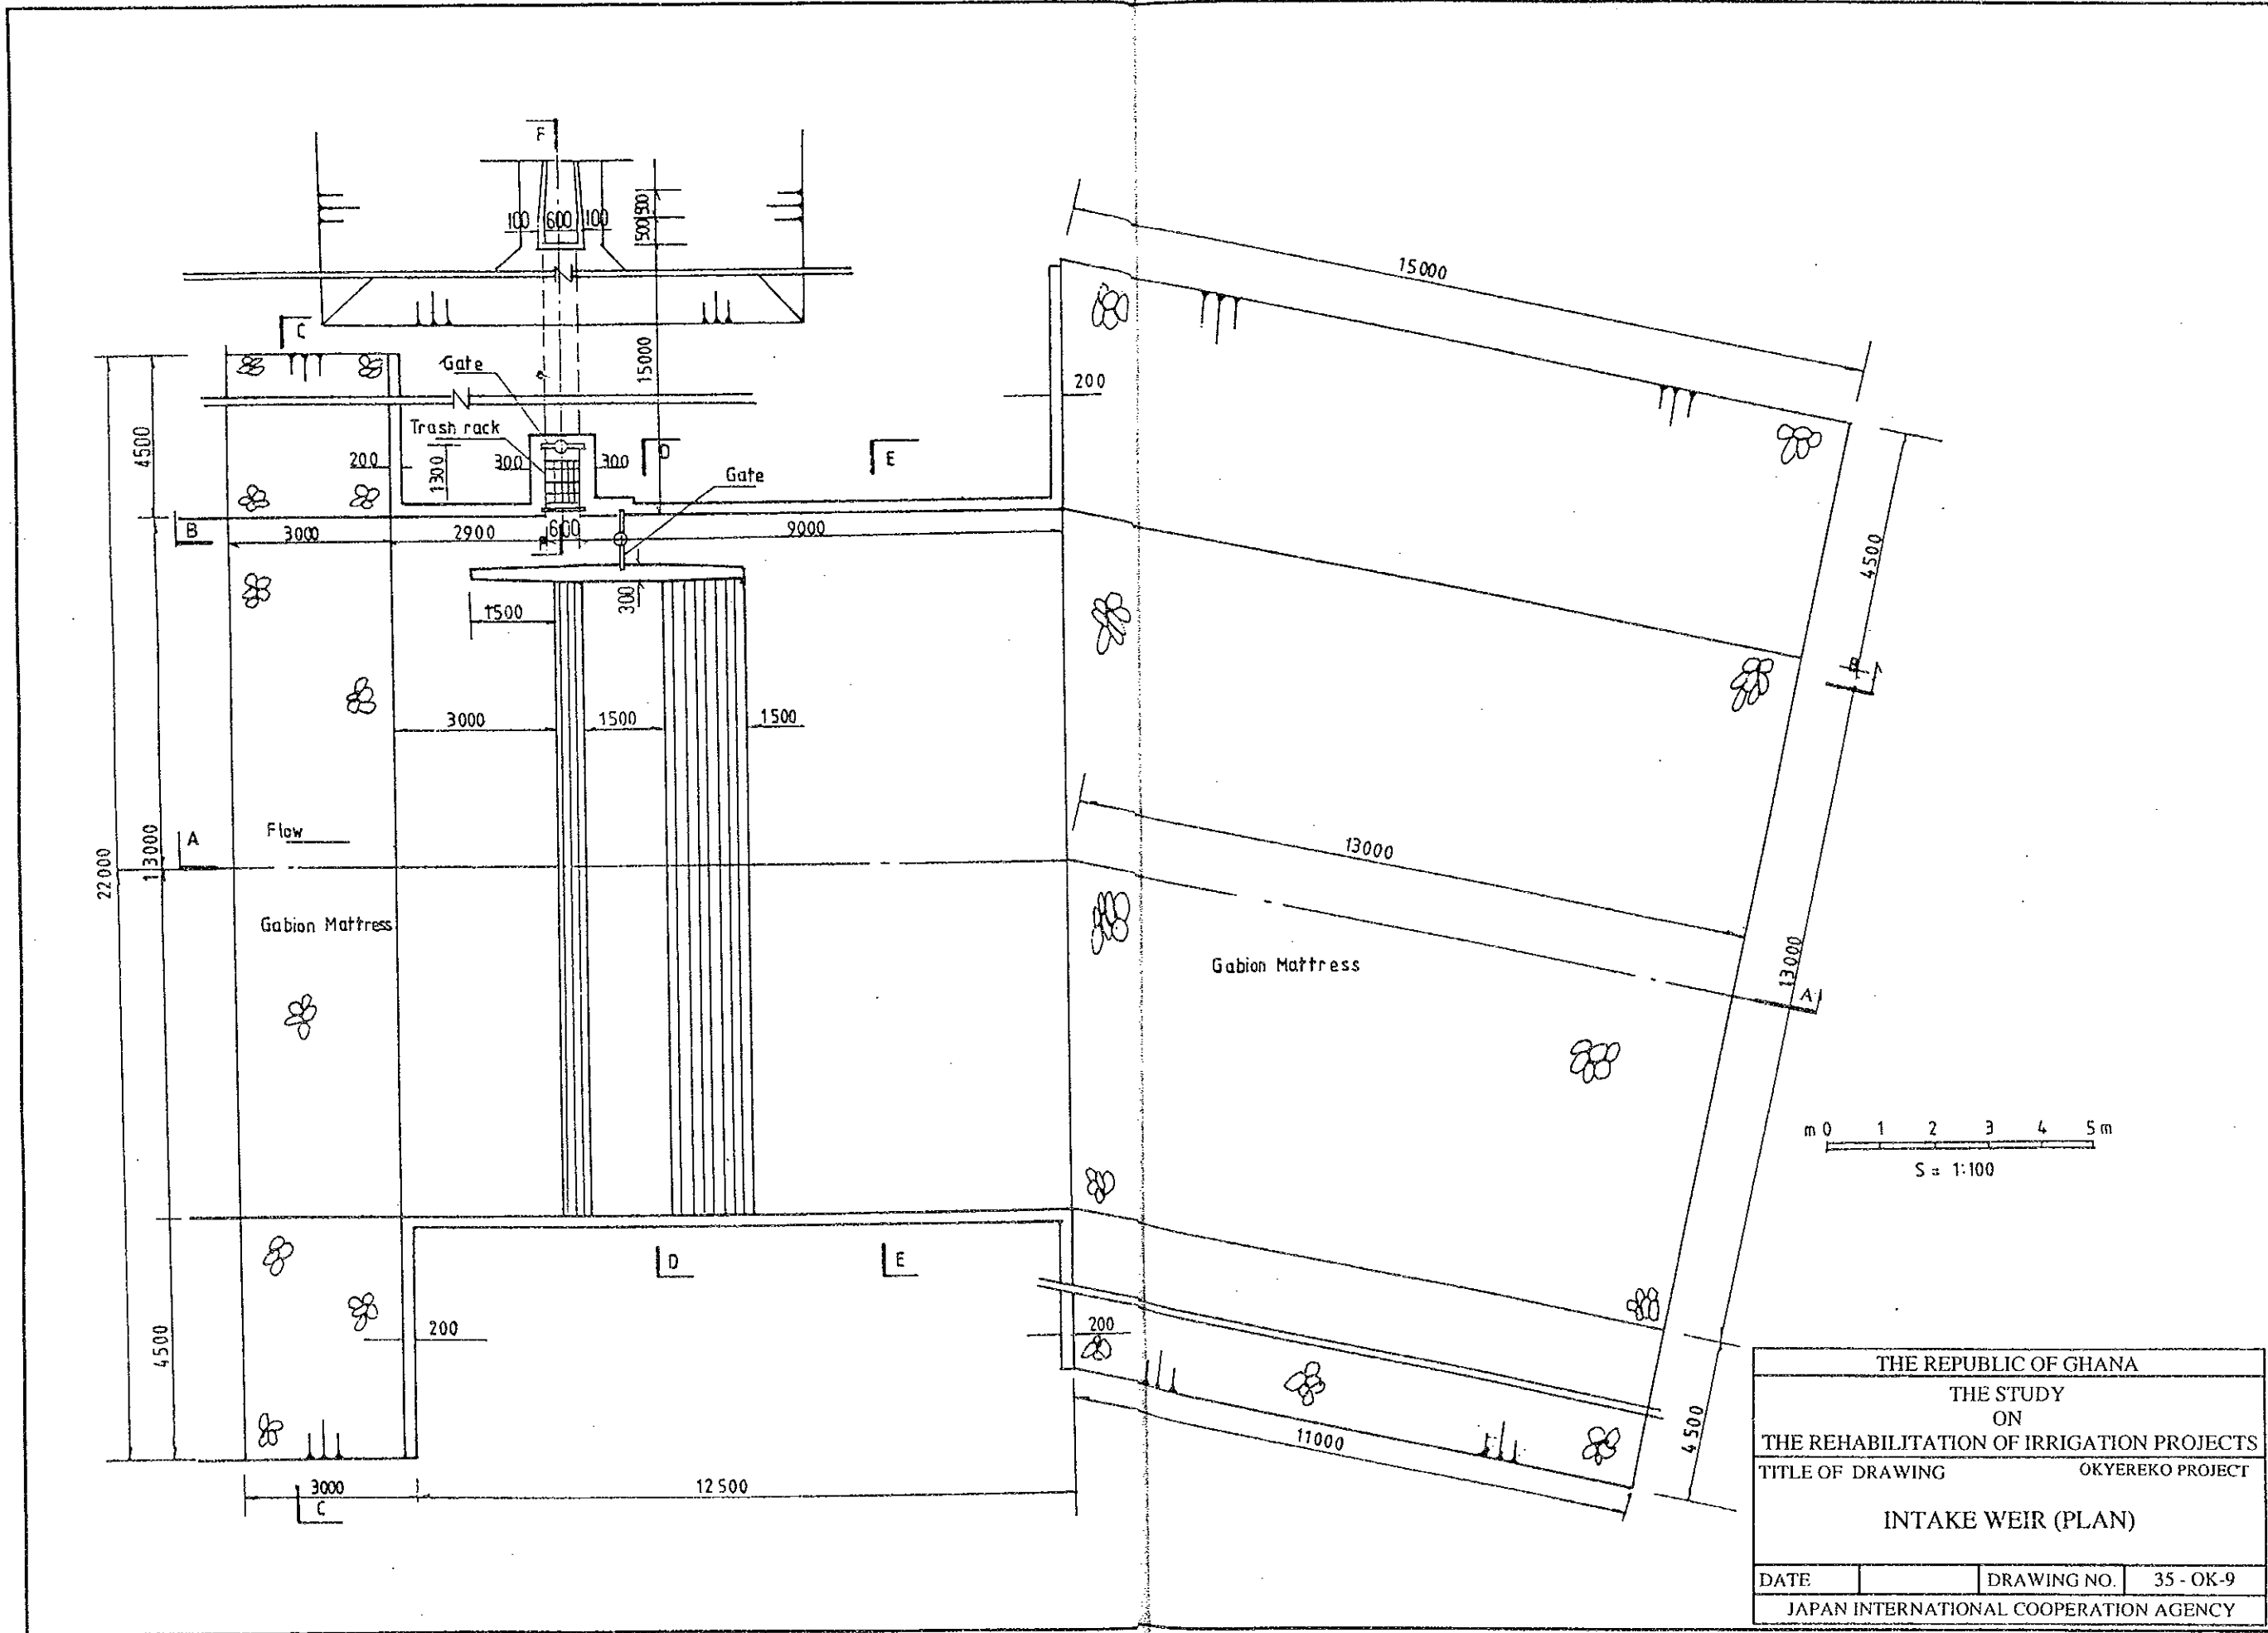 F
100 600 100
500 500
15000
C
Gate
15000
200
Trash rack
4500
200
1300
300
300
D
E
Gate
B
3000
2900
600
9000
4500
1500
300
B
3000
1500
1500
Flow
A
13000
22000
13000
Gabion Mattress
Gabion Mattress
13000
A
m 0 1 2 3 4 5 m
S = 1:100
D
E
200
200
4500
4500
11000
3000
12500
C
THE REPUBLIC OF GHANA
THE STUDY
ON
THE REHABILITATION OF IRRIGATION PROJECTS
TITLE OF DRAWING OKYEREKO PROJECT
INTAKE WEIR (PLAN)
DATE DRAWING NO. 35 - OK-9
JAPAN INTERNATIONAL COOPERATION AGENCY